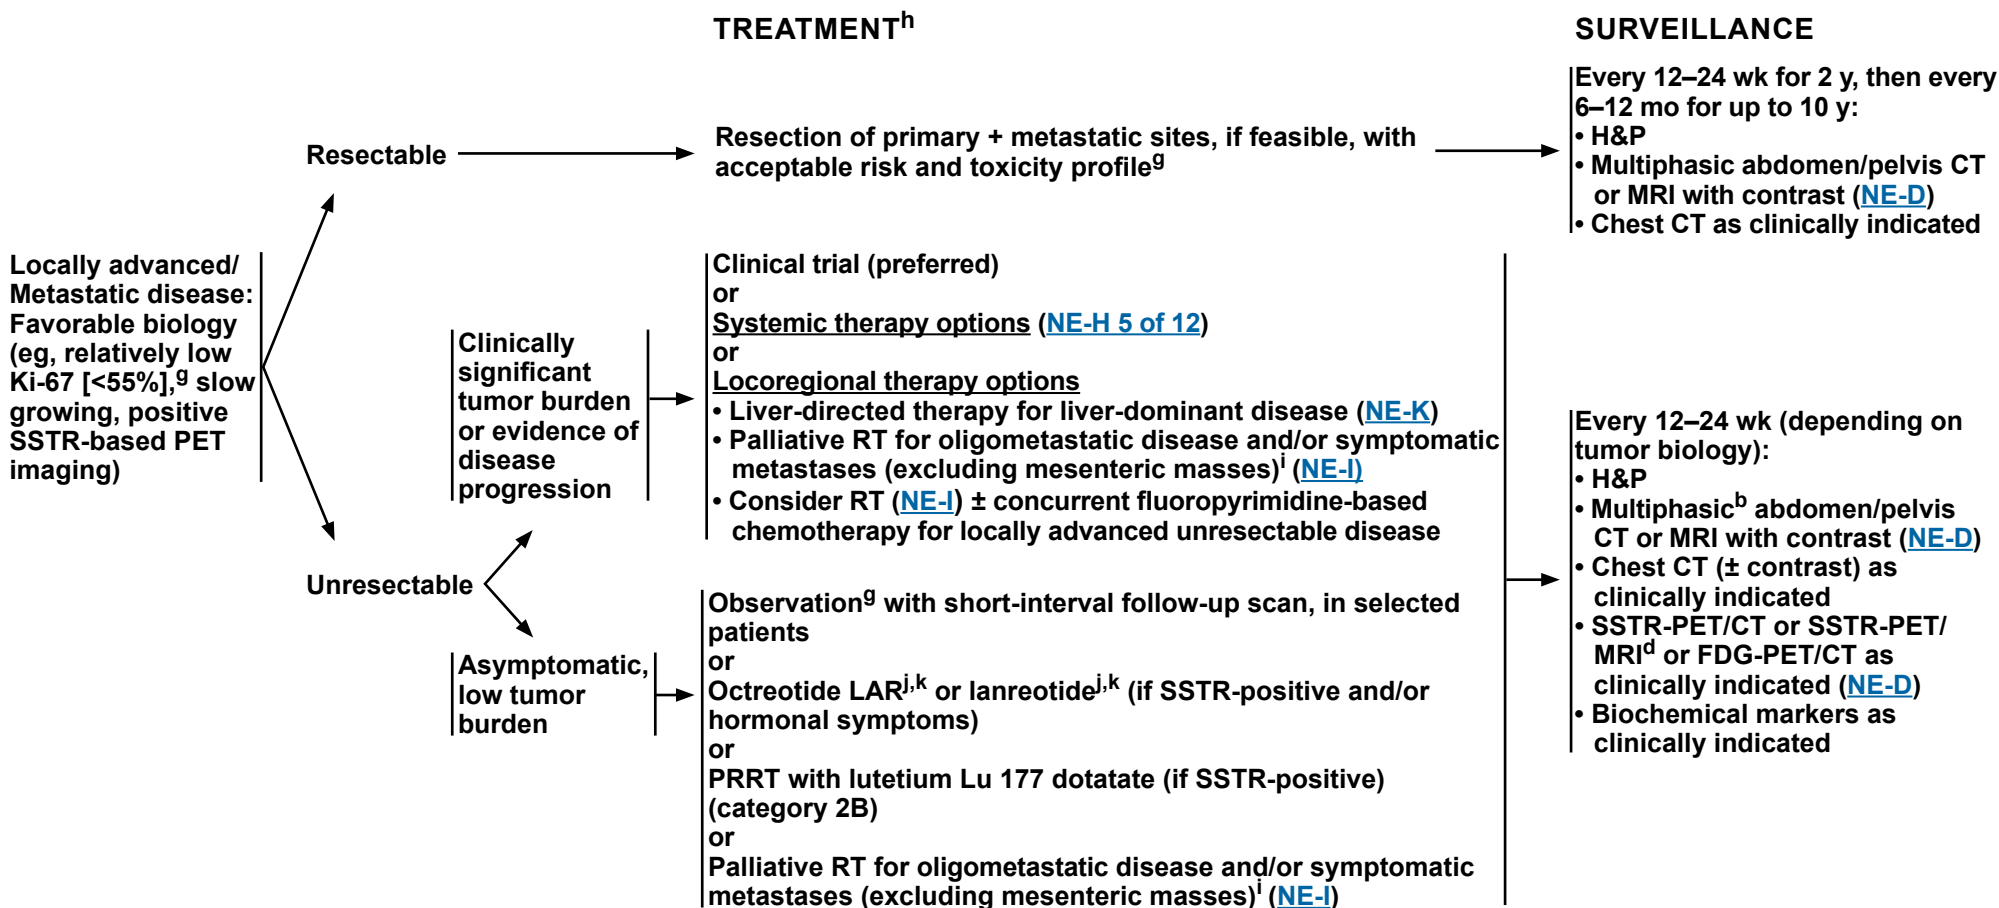 TREATMENTh
SURVEILLANCE
Locally advanced/
Metastatic disease:
Favorable biology
(eg, relatively low
Ki-67 [<55%],g slow
growing, positive
SSTR-based PET
imaging)
Resectable
Resection of primary + metastatic sites, if feasible, with
acceptable risk and toxicity profileg
Every 12–24 wk for 2 y, then every
6–12 mo for up to 10 y:
• H&P
• Multiphasic abdomen/pelvis CT
or MRI with contrast (NE-D)
• Chest CT as clinically indicated
Unresectable
Clinically
significant
tumor burden
or evidence of
disease
progression
Clinical trial (preferred)
or
Systemic therapy options (NE-H 5 of 12)
or
Locoregional therapy options
• Liver-directed therapy for liver-dominant disease (NE-K)
• Palliative RT for oligometastatic disease and/or symptomatic
metastases (excluding mesenteric masses)i (NE-I)
• Consider RT (NE-I) ± concurrent fluoropyrimidine-based
chemotherapy for locally advanced unresectable disease
Asymptomatic,
low tumor
burden
Observationg with short-interval follow-up scan, in selected
patients
or
Octreotide LARj,k or lanreotidej,k (if SSTR-positive and/or
hormonal symptoms)
or
PRRT with lutetium Lu 177 dotatate (if SSTR-positive)
(category 2B)
or
Palliative RT for oligometastatic disease and/or symptomatic
metastases (excluding mesenteric masses)i (NE-I)
Every 12–24 wk (depending on
tumor biology):
• H&P
• Multiphasicb abdomen/pelvis
CT or MRI with contrast (NE-D)
• Chest CT (± contrast) as
clinically indicated
• SSTR-PET/CT or SSTR-PET/
MRId or FDG-PET/CT as
clinically indicated (NE-D)
• Biochemical markers as
clinically indicated